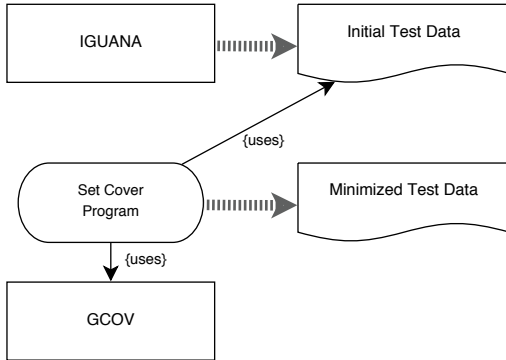 IGUANA
Initial Test Data
{uses}
Set Cover
Program
Minimized Test Data
{uses}
GCOV